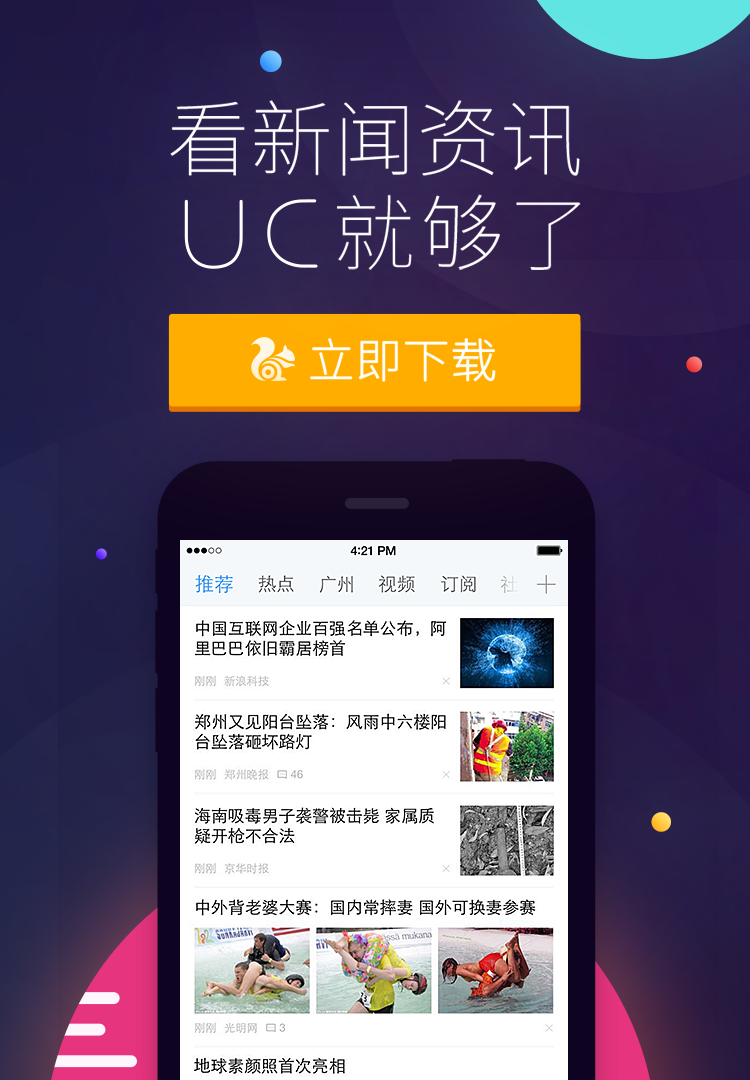 看新闻资讯
UC就够了
立即下载
4:21 PM
推荐 热点 广州 视频 订阅 社
中国互联网企业百强名单公布，阿
里巴巴依旧霸居榜首
刚刚 新浪科技
郑州又见阳台坠落：风雨中六楼阳
台坠落砸坏路灯
刚刚 郑州晚报 46
海南吸毒男子袭警被击毙 家属质
疑开枪不合法
刚刚 京华时报
中外背老婆大赛：国内常摔妻 国外可换妻参赛
刚刚 光明网 3
地球素颜照首次亮相